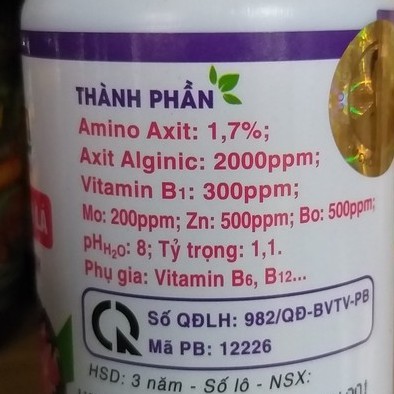 THÀNH PHẦN
Amino Axit: 1,7%;
Axit Alginic: 2000ppm;
Vitamin B1: 300ppm;
Mo: 200ppm; Zn: 500ppm; Bo: 500ppm;
pHH₂O: 8; Tỷ trọng: 1,1.
Phụ gia: Vitamin B6, B12...
Số QĐLH: 982/QĐ-BVTV-PB
Mã PB: 12226
HSD: 3 năm - Số lô - NSX: